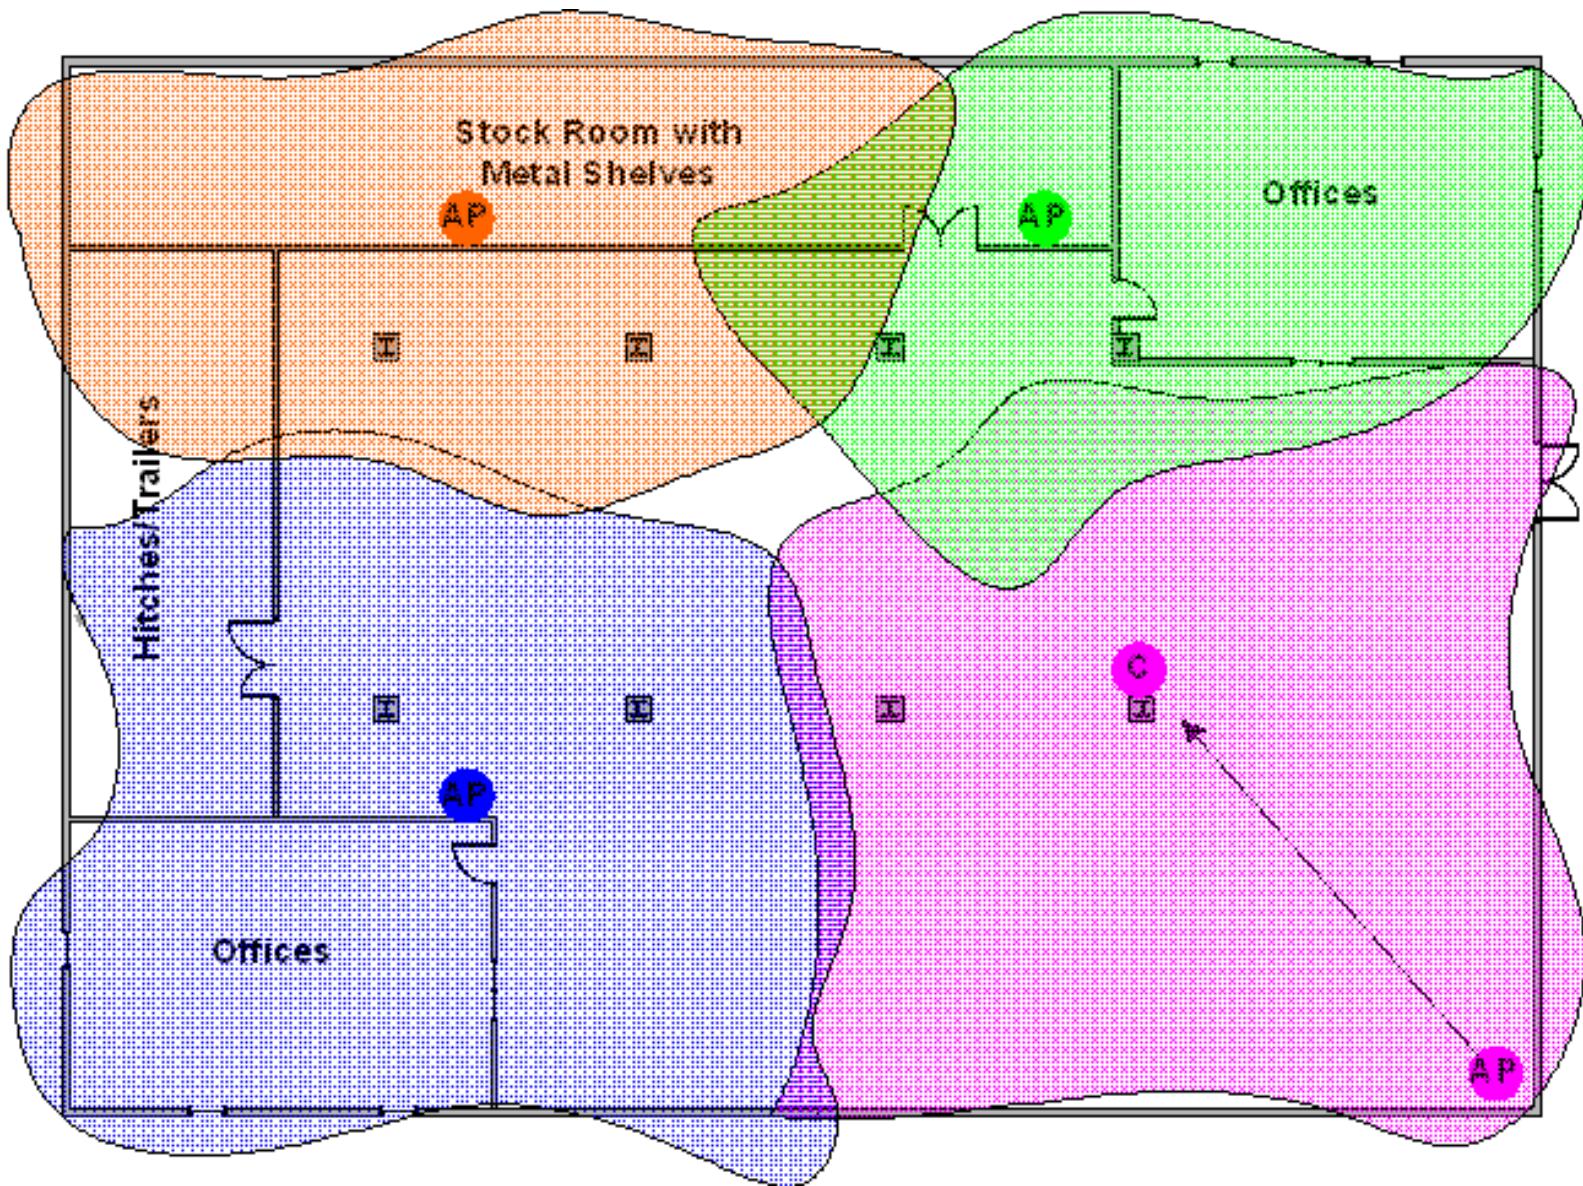 Stock Room with
Metal Shelves
AP
AP
Offices
I
I
I
I
Hitches/Trailers
C
I
I
I
I
AP
Offices
AP